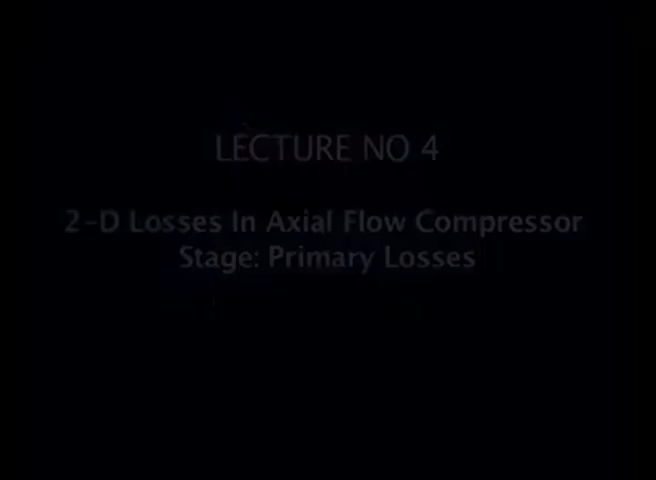 LECTURE NO 4
2-D Losses In Axial Flow Compressor
Stage: Primary Losses